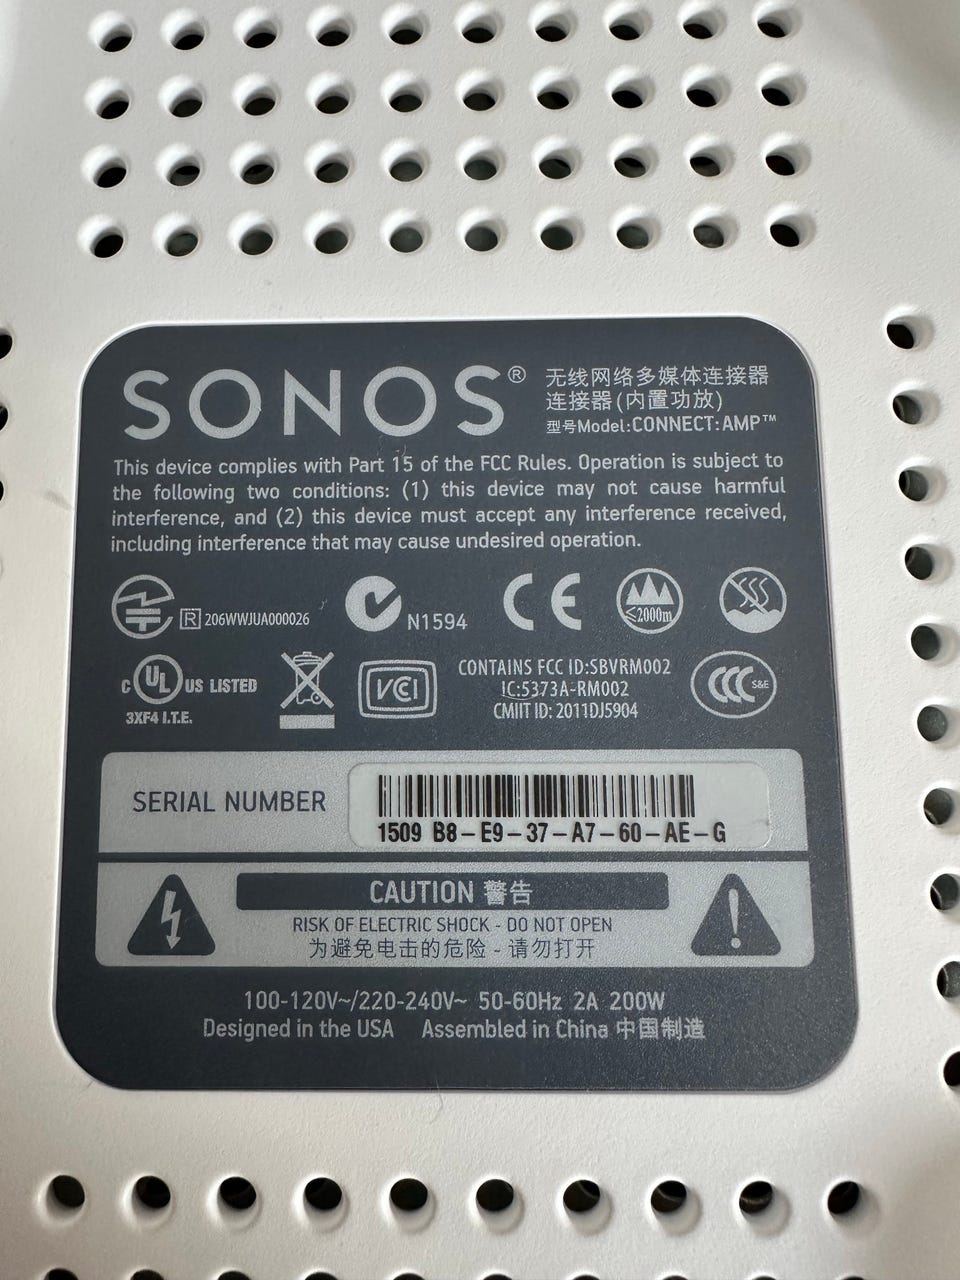 SONOS®
无线网络多媒体连接器
连接器(内置功放)
型号Model:CONNECT:AMP™
This device complies with Part 15 of the FCC Rules. Operation is subject to
the following two conditions: (1) this device may not cause harmful
interference, and (2) this device must accept any interference received,
including interference that may cause undesired operation.
R 206WWJUA000026
N1594
CE
≤2000m
C UL US LISTED
3XF4 I.T.E.
VCI
CONTAINS FCC ID:SBVRM002
IC:5373A-RM002
CMIIT ID: 2011DJ5904
CCC S&E
SERIAL NUMBER
1509 B8-E9-37-A7-60-AE-G
CAUTION 警告
RISK OF ELECTRIC SHOCK - DO NOT OPEN
为避免电击的危险 - 请勿打开
100-120V~/220-240V~ 50-60Hz 2A 200W
Designed in the USA Assembled in China 中国制造